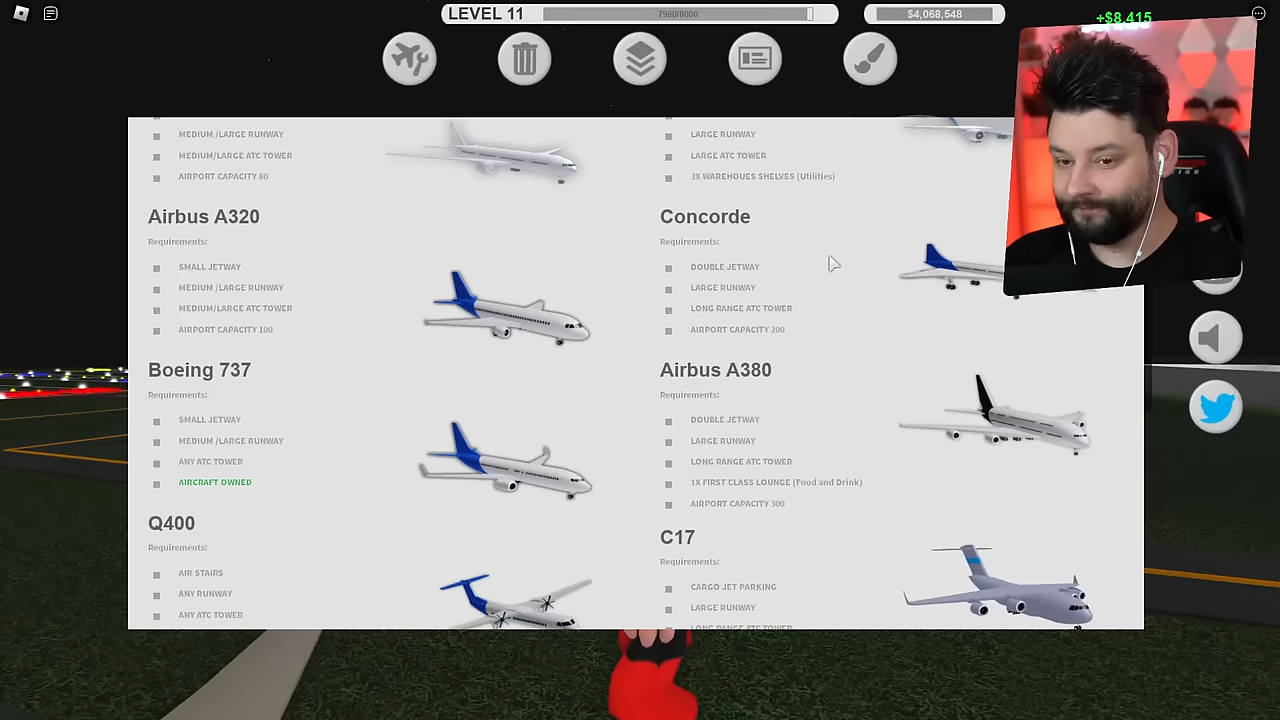 LEVEL 11
7980/8000
$4,068,548
+$8,415
MEDIUM /LARGE RUNWAY
MEDIUM/LARGE ATC TOWER
AIRPORT CAPACITY 80
Airbus A320
Requirements:
SMALL JETWAY
MEDIUM /LARGE RUNWAY
MEDIUM/LARGE ATC TOWER
AIRPORT CAPACITY 100
Boeing 737
Requirements:
SMALL JETWAY
MEDIUM /LARGE RUNWAY
ANY ATC TOWER
AIRCRAFT OWNED
Q400
Requirements:
AIR STAIRS
ANY RUNWAY
ANY ATC TOWER
LARGE RUNWAY
LARGE ATC TOWER
3X WAREHOUES SHELVES (Utilities)
Concorde
Requirements:
DOUBLE JETWAY
LARGE RUNWAY
LONG RANGE ATC TOWER
AIRPORT CAPACITY 200
Airbus A380
Requirements:
DOUBLE JETWAY
LARGE RUNWAY
LONG RANGE ATC TOWER
1X FIRST CLASS LOUNGE (Food and Drink)
AIRPORT CAPACITY 300
C17
Requirements:
CARGO JET PARKING
LARGE RUNWAY
LONG RANGE ATC TOWER